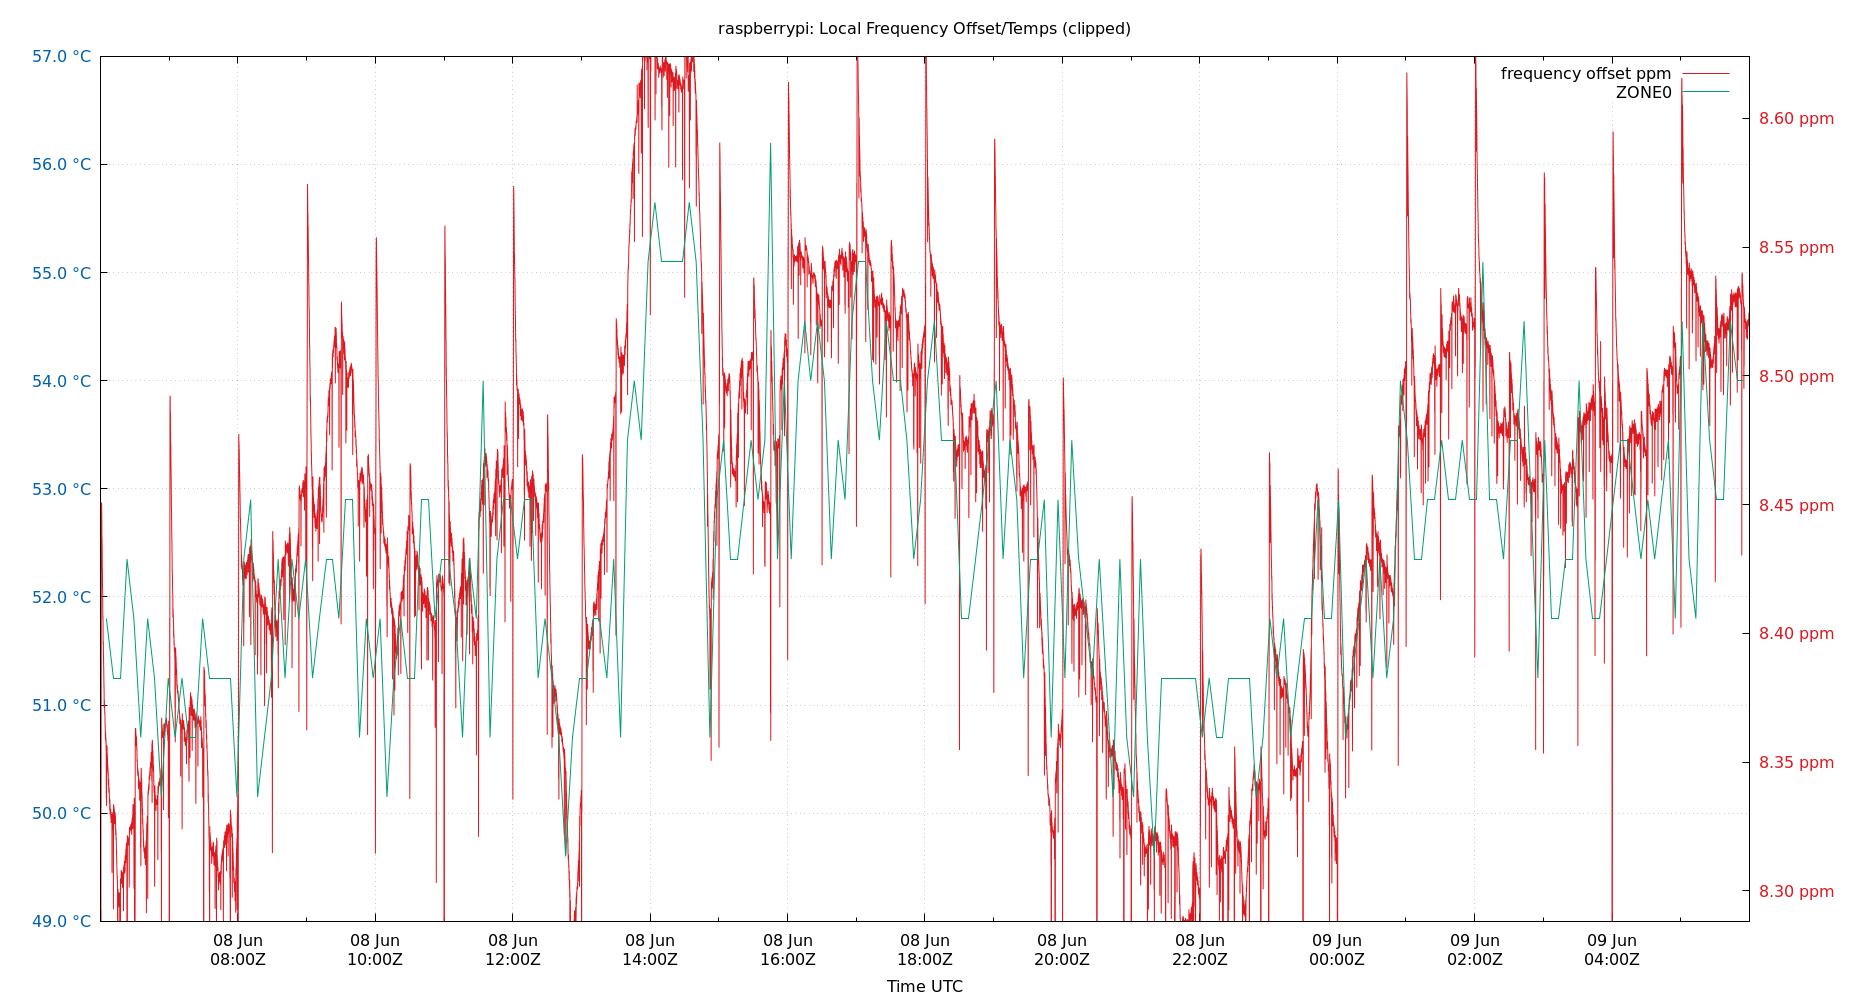 raspberrypi: Local Frequency Offset/Temps (clipped)
57.0 °C
56.0 °C
55.0 °C
54.0 °C
53.0 °C
52.0 °C
51.0 °C
50.0 °C
49.0 °C
frequency offset ppm
ZONE0
8.60 ppm
8.55 ppm
8.50 ppm
8.45 ppm
8.40 ppm
8.35 ppm
8.30 ppm
08 Jun 08 Jun 08 Jun 08 Jun 08 Jun 08 Jun 08 Jun 08 Jun 09 Jun 09 Jun 09 Jun
08:00Z 10:00Z 12:00Z 14:00Z 16:00Z 18:00Z 20:00Z 22:00Z 00:00Z 02:00Z 04:00Z
Time UTC